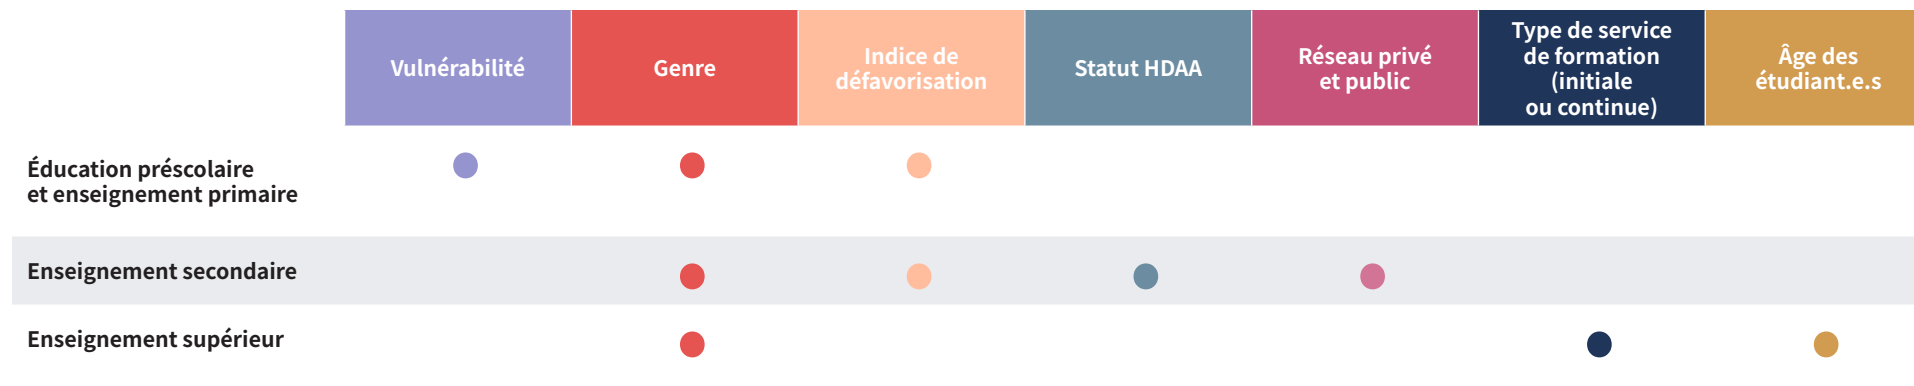 Vulnérabilité
Genre
Indice de
défavorisation
Statut HDAA
Réseau privé
et public
Type de service
de formation
(initiale
ou continue)
Âge des
étudiant.e.s
Éducation préscolaire
et enseignement primaire
Enseignement secondaire
Enseignement supérieur